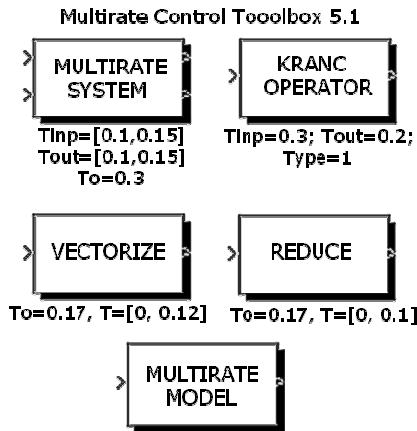 Multirate Control Tooolbox 5.1
MULTIRATE
SYSTEM
TInp=[0.1,0.15]
Tout=[0.1,0.15]
To=0.3
KRANC
OPERATOR
TInp=0.3; Tout=0.2;
Type=1
VECTORIZE
To=0.17, T=[0, 0.12]
REDUCE
To=0.17, T=[0, 0.1]
MULTIRATE
MODEL